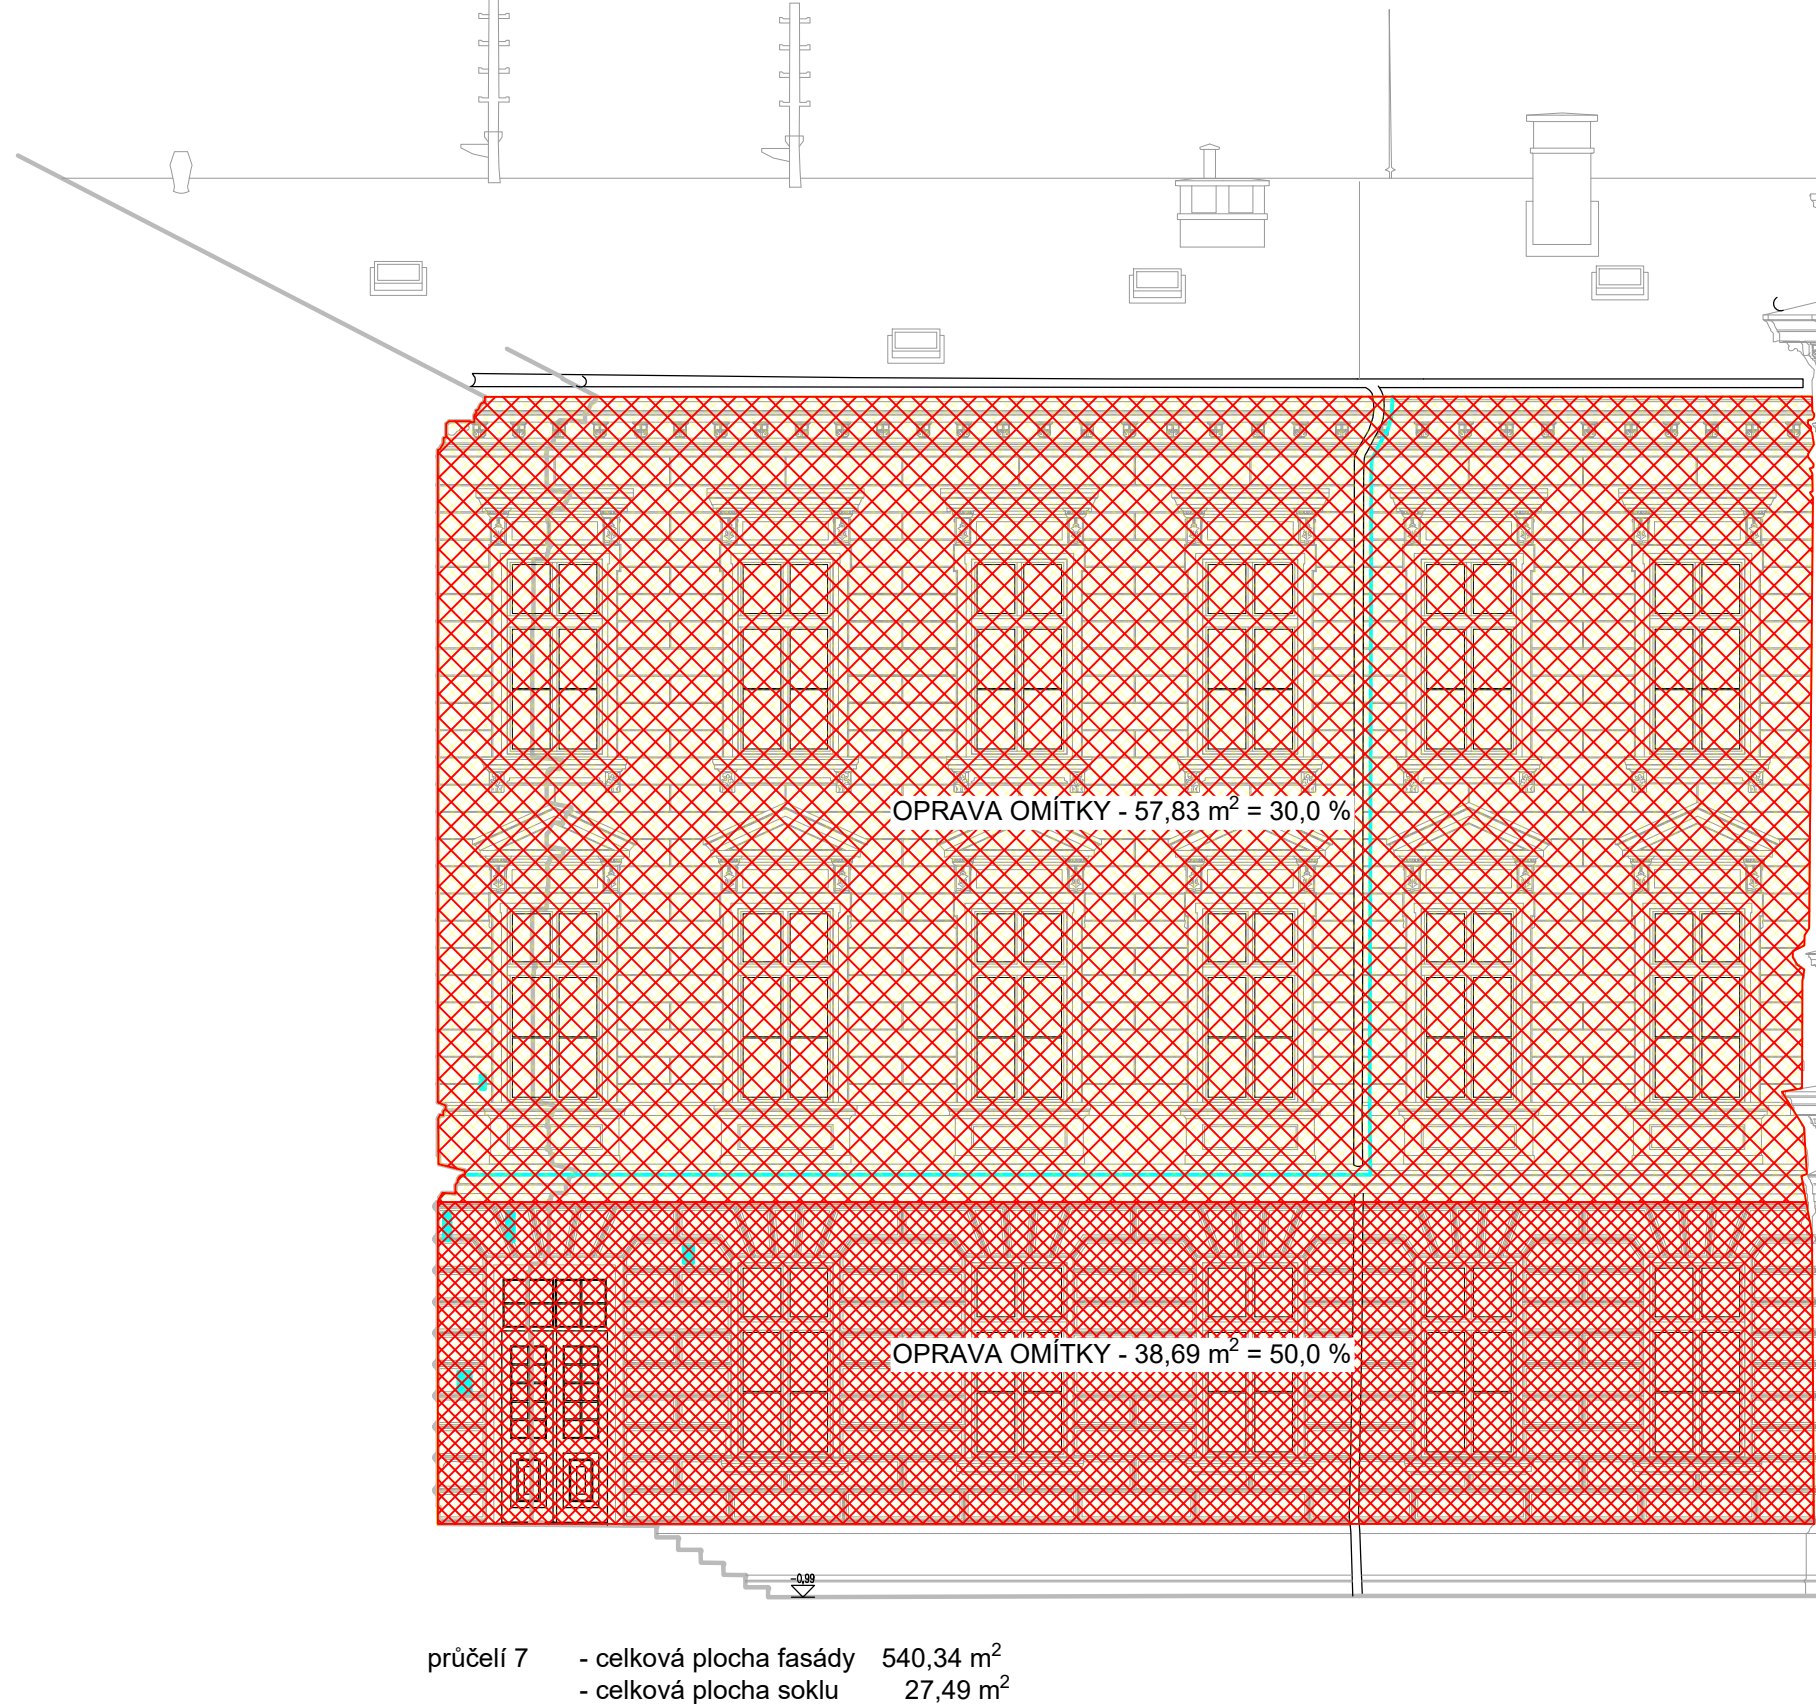 OPRAVA OMÍTKY - 57,83 m² = 30,0 %
OPRAVA OMÍTKY - 38,69 m² = 50,0 %
-0,99
průčelí 7 - celková plocha fasády 540,34 m²
- celková plocha soklu 27,49 m²